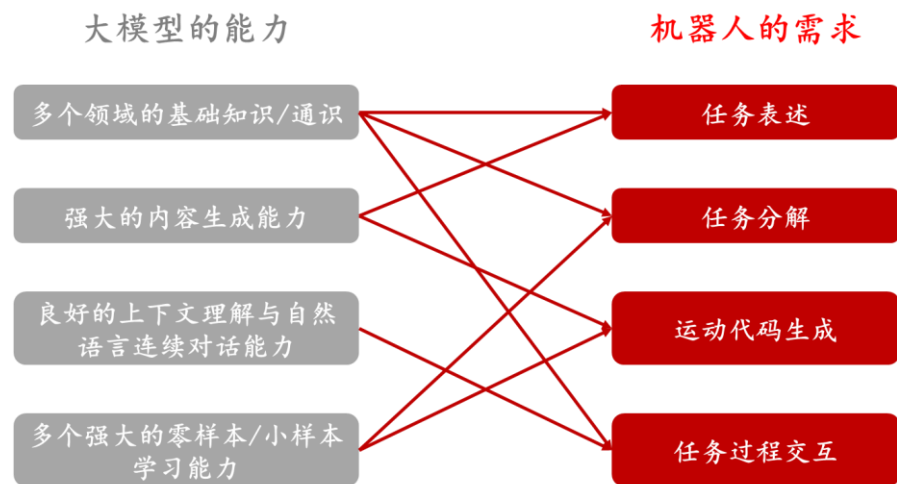 大模型的能力
机器人的需求
多个领域的基础知识/通识
任务表述
强大的内容生成能力
任务分解
良好的上下文理解与自然
语言连续对话能力
运动代码生成
多个强大的零样本/小样本
学习能力
任务过程交互